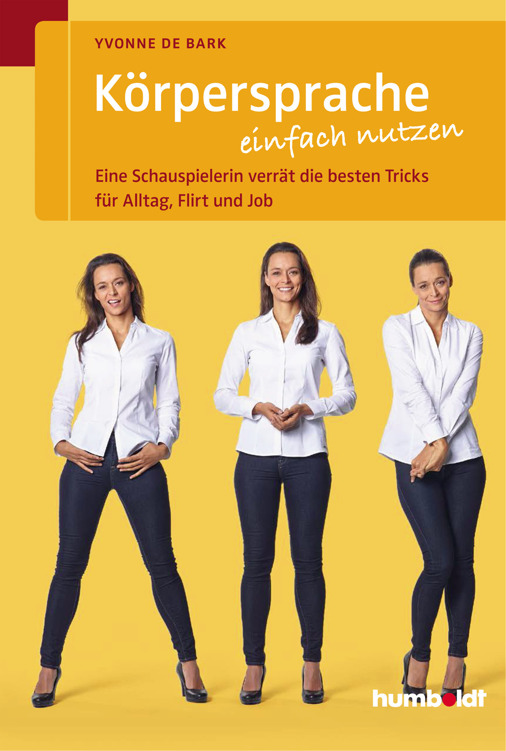 YVONNE DE BARK
Körpersprache
einfach nutzen
Eine Schauspielerin verrät die besten Tricks
für Alltag, Flirt und Job
humboldt